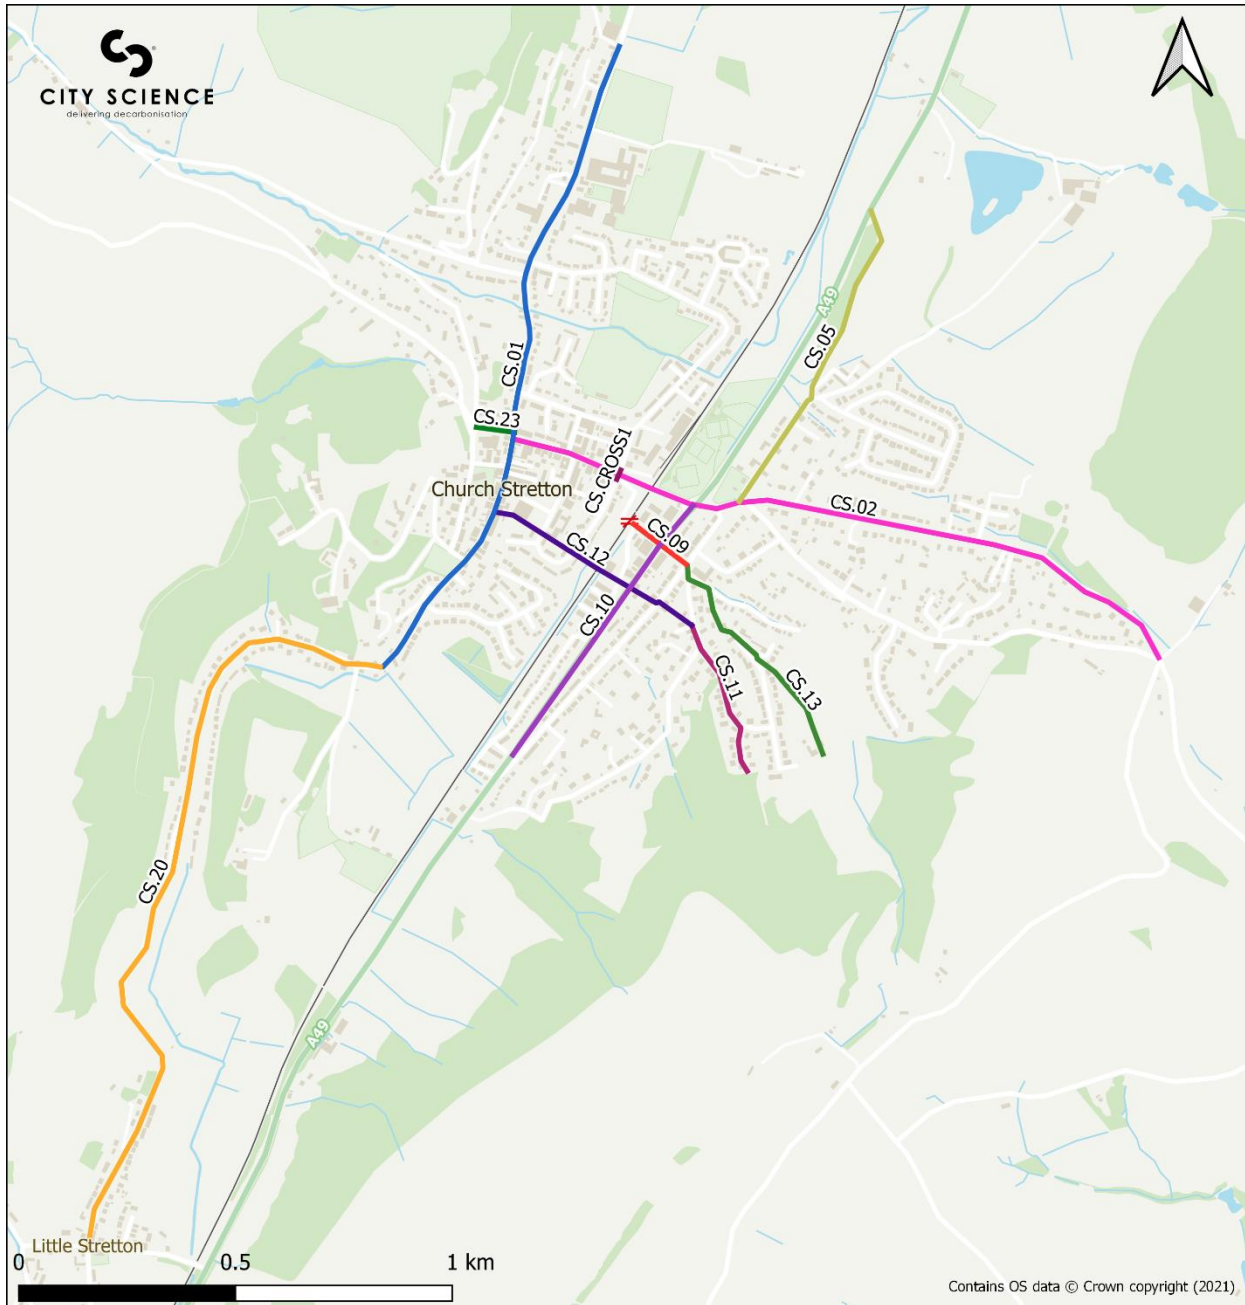 CITY SCIENCE
delivering decarbonisation
A49
CS.05
CS.01
CS.23
CS.CROSS1
Church Stretton
CS.02
CS.09
CS.12
CS.10
CS.11
CS.13
CS.20
A49
Little Stretton
0 0.5 1 km
Contains OS data © Crown copyright (2021)